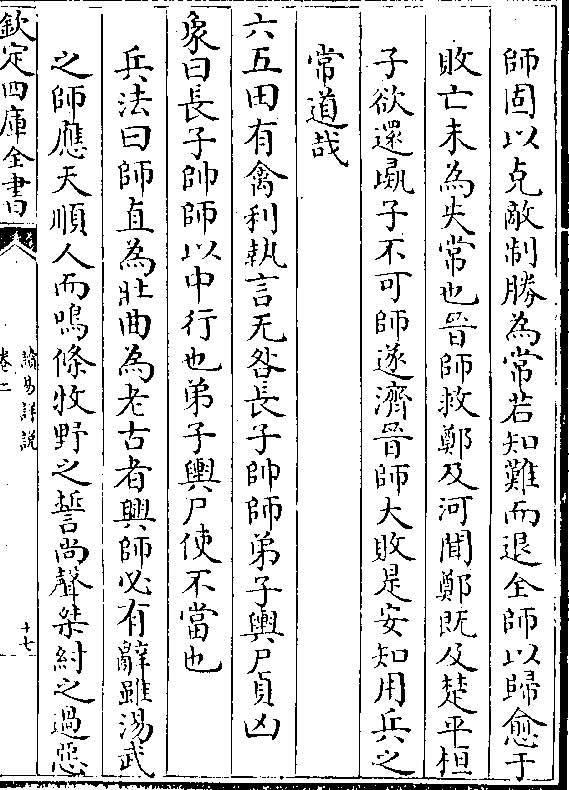 師固以克敵制勝為常若知難而退全師以歸愈于
敗亡未為失常也晉師救鄭及河聞鄭既及楚平桓
子欲還彘子不可師遂濟晉師大敗是安知用兵之
常道哉
六五田有禽利執言无咎長子帥師弟子輿尸貞凶
象曰長子帥師以中行也弟子輿尸使不當也
兵法曰師直為壯曲為老古者興師必有辭雖湯武
之師應天順人而鳴條牧野之誓尚聲桀紂之過惡
欽定四庫全書
讀易詳説
卷二
十七